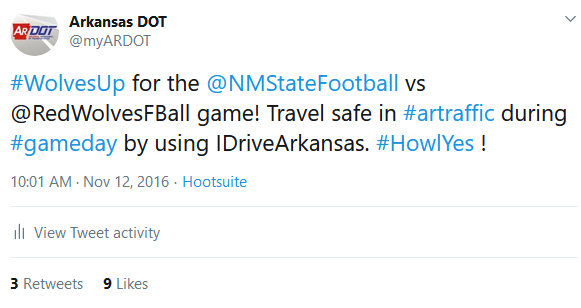 Arkansas DOT
@myARDOT
#WolvesUp for the @NMStateFootball vs
@RedWolvesFBall game! Travel safe in #artraffic during
#gameday by using IDriveArkansas. #HowlYes !
10:01 AM · Nov 12, 2016 · Hootsuite
View Tweet activity
3 Retweets 9 Likes